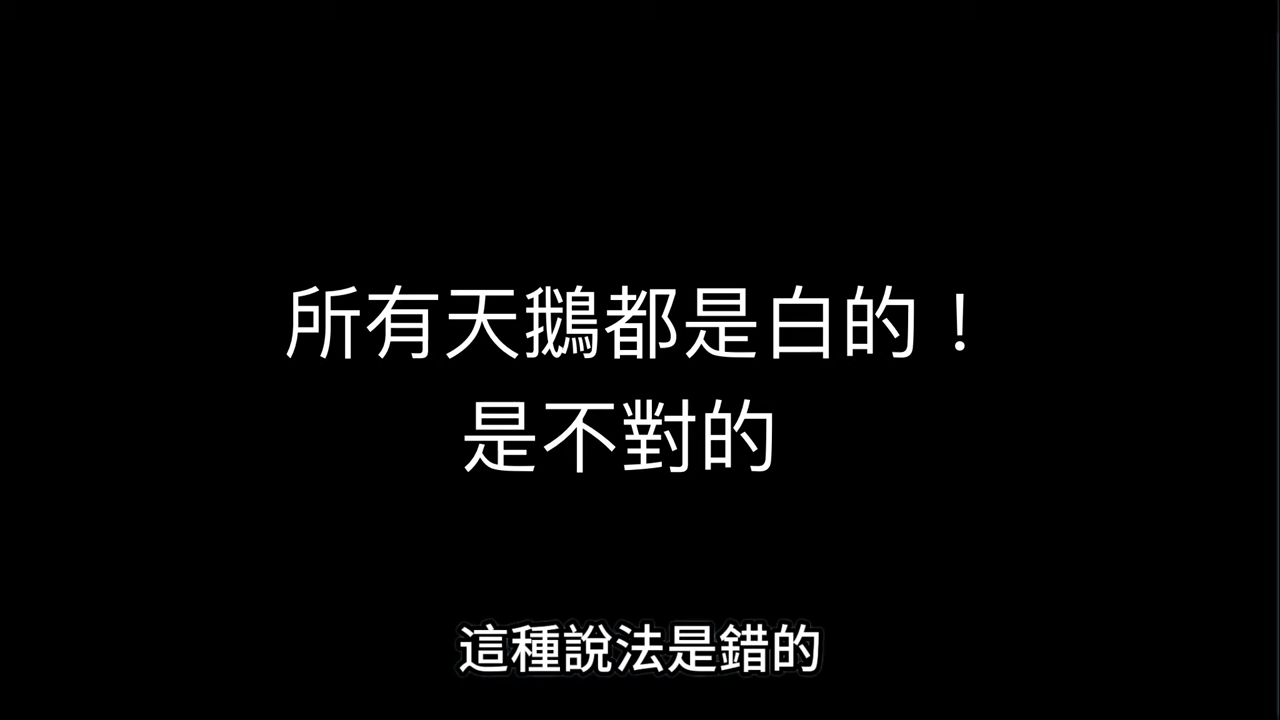 所有天鵝都是白的！
是不對的
這種說法是錯的